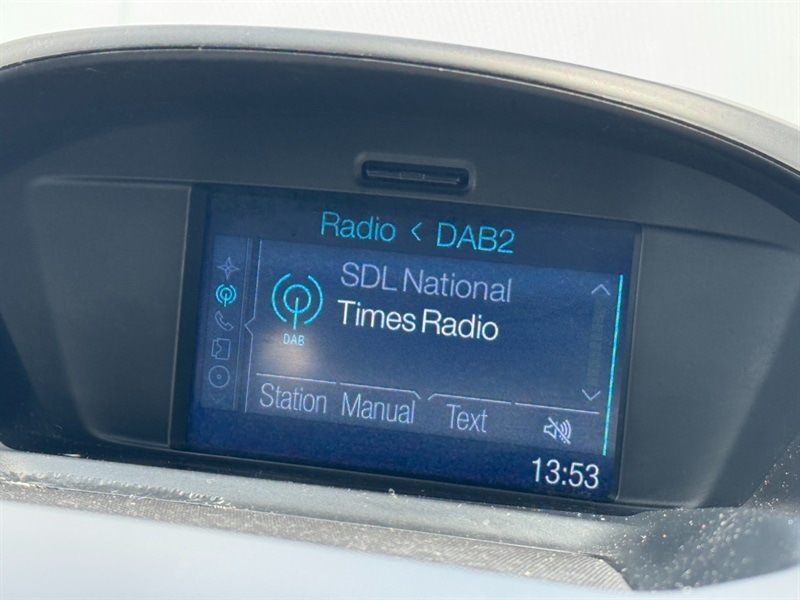 Radio < DAB2
SDL National
Times Radio
DAB
Station Manual Text
13:53